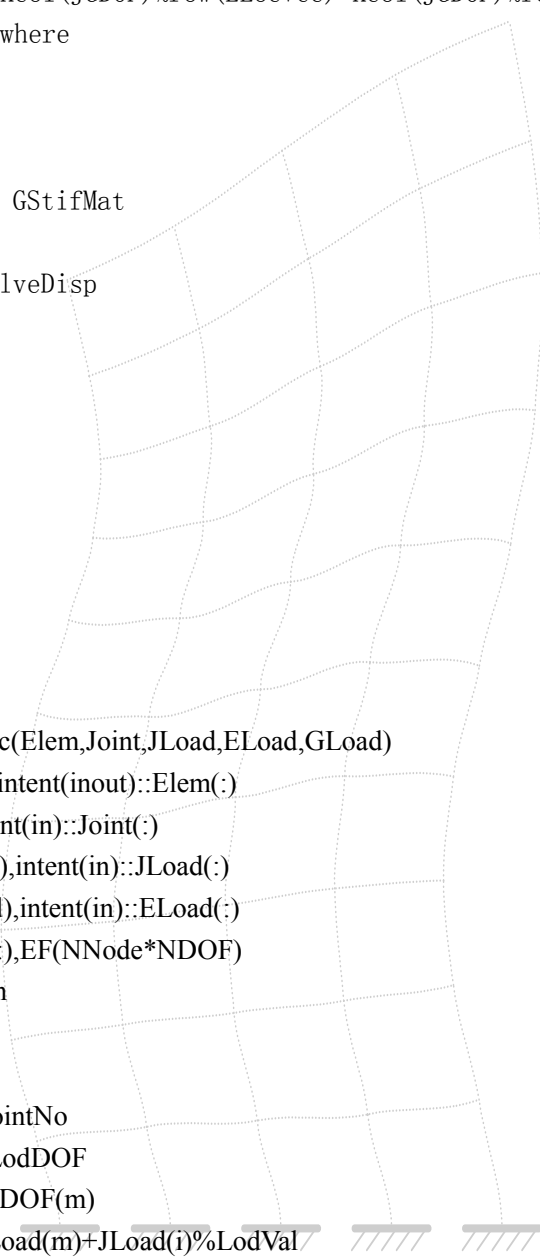 where
GStifMat
lveDisp
c(Elem,Joint,JLoad,ELoad,GLoad)
intent(inout)::Elem(:)
nt(in)::Joint(:)
),intent(in)::JLoad(:)
),intent(in)::ELoad(:)
),EF(NNode*NDOF)
ointNo
LodDOF
DOF(m)
oad(m)+JLoad(i)%LodVal